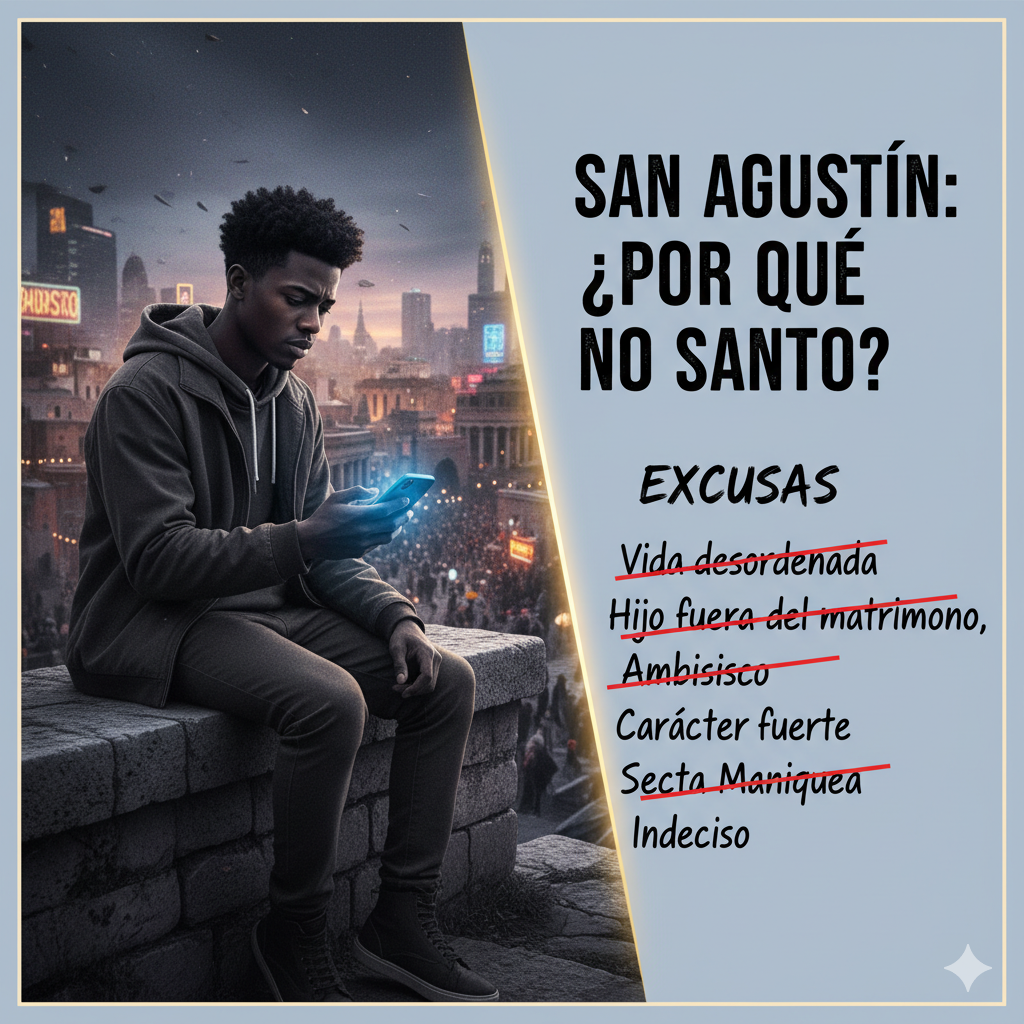 SAN AGUSTÍN:
¿POR QUÉ
NO SANTO?
EXCUSAS
Vida desordenada
Hijo fuera del matrimono,
Ambisisco
Carácter fuerte
Secta Maniquea
Indeciso